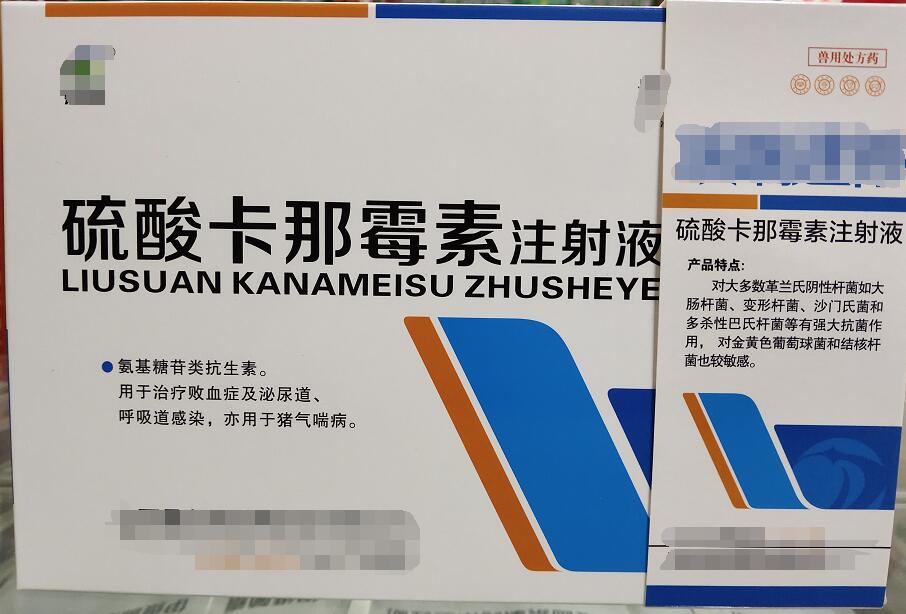 硫酸卡那霉素注射液
LIUSUAN KANAMEISU ZHUSHEYE
氨基糖苷类抗生素。
用于治疗败血症及泌尿道、
呼吸道感染，亦用于猪气喘病。
兽用处方药
硫酸卡那霉素注射液
产品特点：
对大多数革兰氏阴性杆菌如大
肠杆菌、变形杆菌、沙门氏菌和
多杀性巴氏杆菌等有强大抗菌作
用， 对金黄色葡萄球菌和结核杆
菌也较敏感。